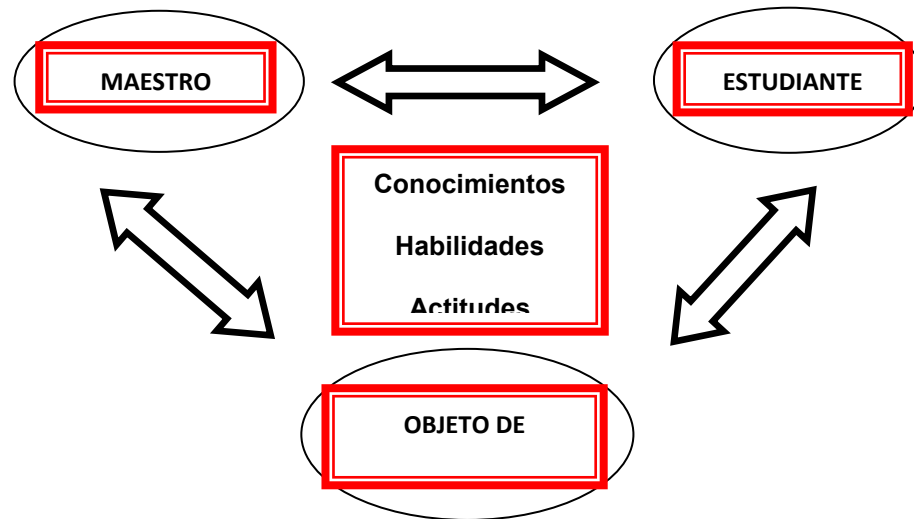 MAESTRO
ESTUDIANTE
Conocimientos
Habilidades
Actitudes
OBJETO DE